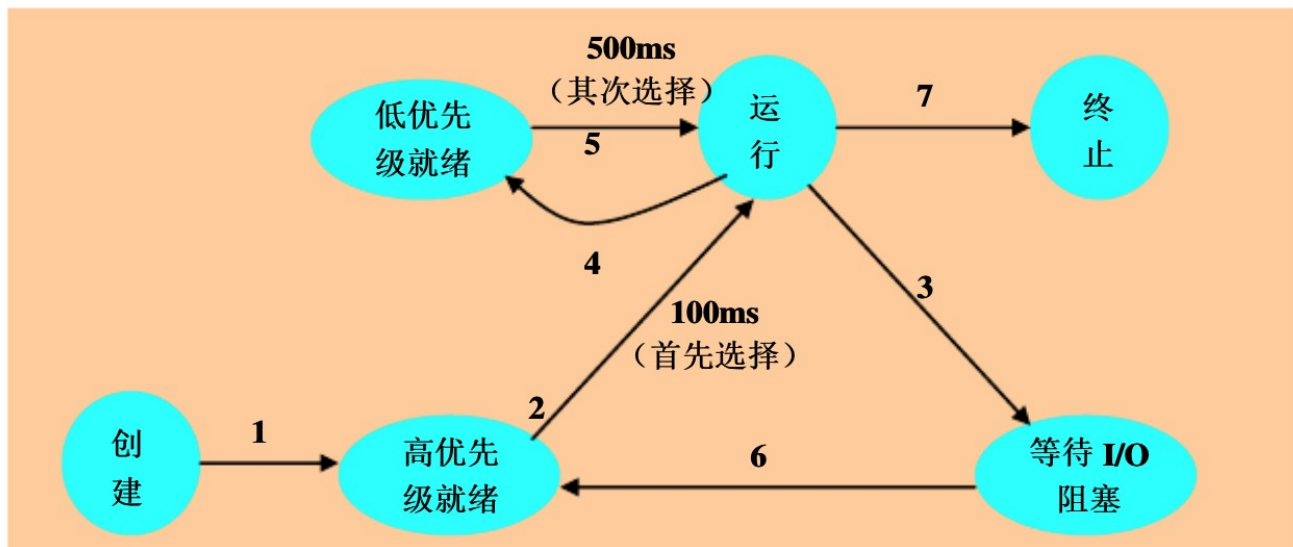 500ms
（其次选择）
低优先
级就绪
5
运
行
7
终
止
4
3
100ms
（首先选择）
2
创
建
1
高优先
级就绪
6
等待 I/O
阻塞